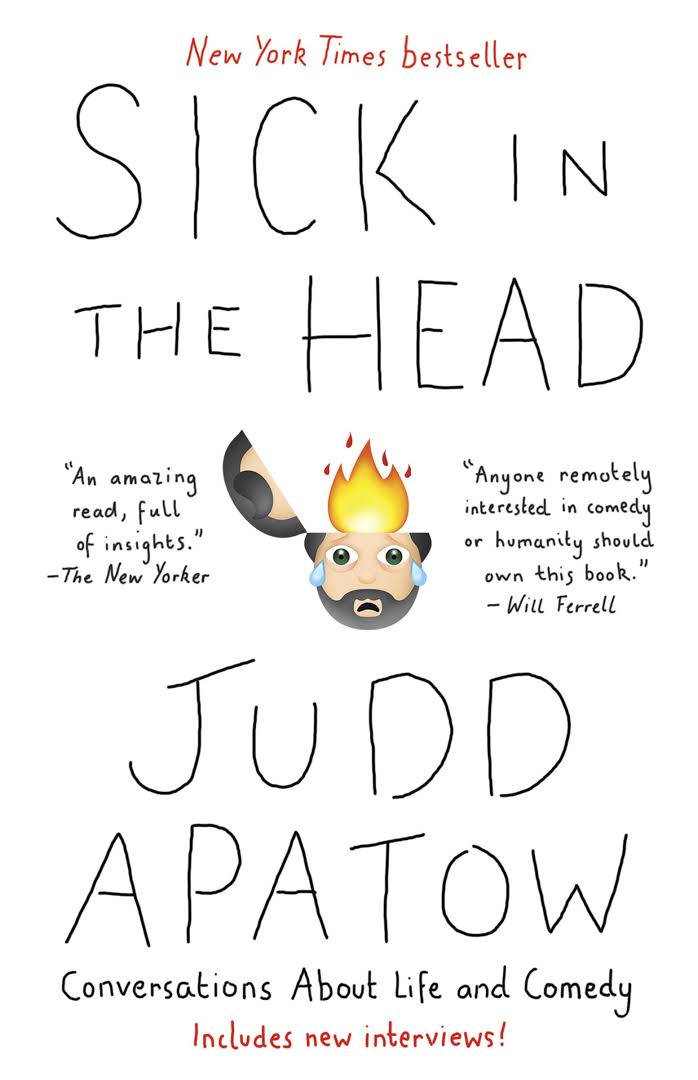 New York Times bestseller
SICK IN
THE HEAD
“An amazing
read, full
of insights.”
–The New Yorker
“Anyone remotely
interested in comedy
or humanity should
own this book.”
– Will Ferrell
JUDD
APATOW
Conversations About Life and Comedy
Includes new interviews!